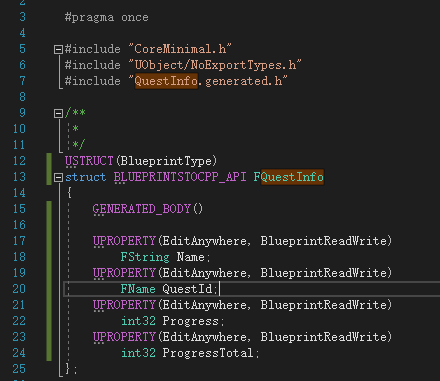 3 #pragma once
4
5 #include "CoreMinimal.h"
6 #include "UObject/NoExportTypes.h"
7 #include "QuestInfo.generated.h"
8
9 /**
10 *
11 */
12 USTRUCT(BlueprintType)
13 struct BLUEPRINTSTOCPP_API FQuestInfo
14 {
15 GENERATED_BODY()
16
17 UPROPERTY(EditAnywhere, BlueprintReadWrite)
18 FString Name;
19 UPROPERTY(EditAnywhere, BlueprintReadWrite)
20 FName QuestId;
21 UPROPERTY(EditAnywhere, BlueprintReadWrite)
22 int32 Progress;
23 UPROPERTY(EditAnywhere, BlueprintReadWrite)
24 int32 ProgressTotal;
25 };